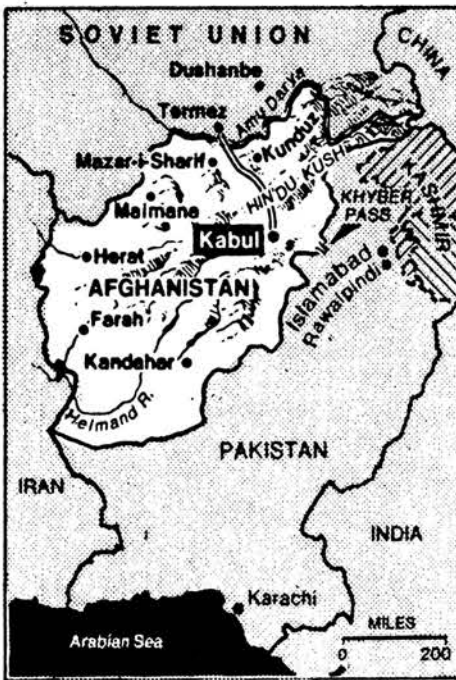 SOVIET UNION
CHINA
Dushanbe
Termez
Amu Darya
Kunduz
Mazar-i-Sharif
HINDU KUSH
KASHMIR
Maimana
KHYBER
PASS
Kabul
Herat
Islamabad
Rawalpindi
AFGHANISTAN
Farah
Kandahar
Helmand R.
PAKISTAN
IRAN
INDIA
Karachi
MILES
Arabian Sea
0 200